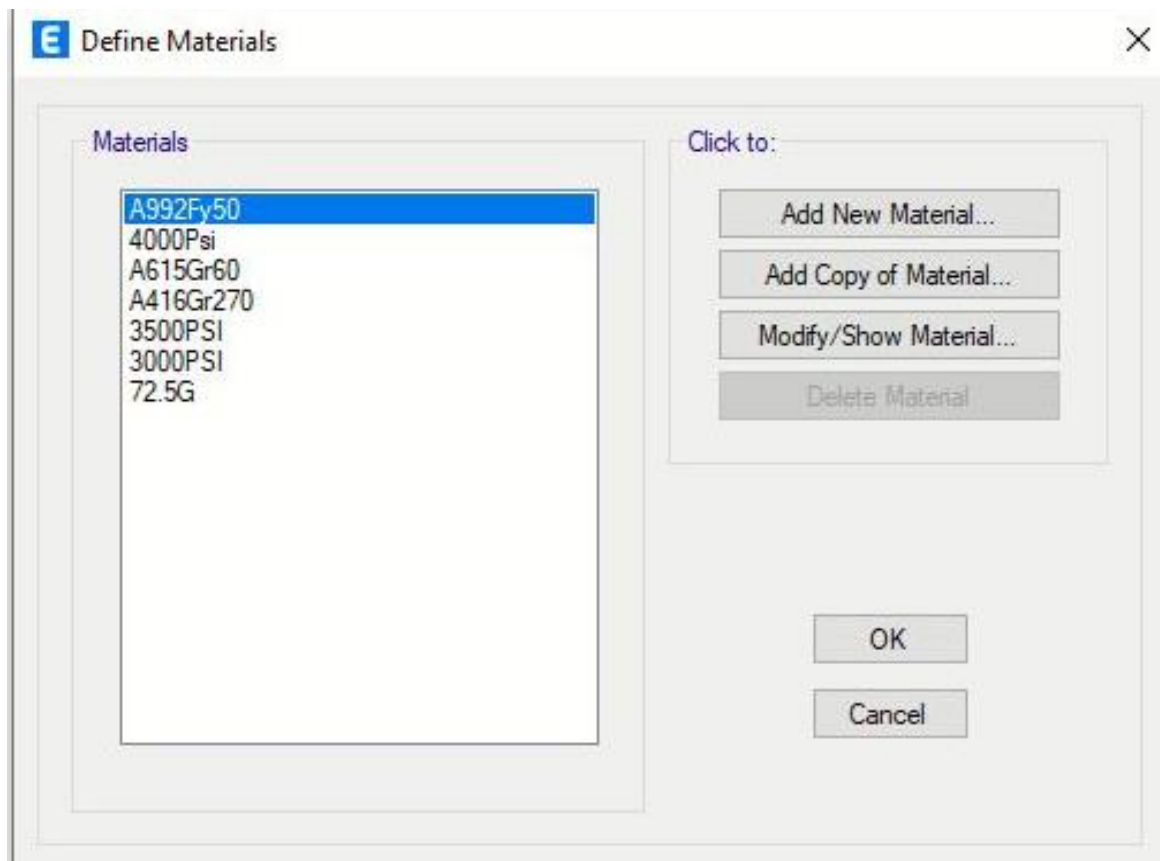 E Define Materials
Materials
A992Fy50
4000Psi
A615Gr60
A416Gr270
3500PSI
3000PSI
72.5G
Click to:
Add New Material...
Add Copy of Material...
Modify/Show Material...
Delete Material
OK
Cancel